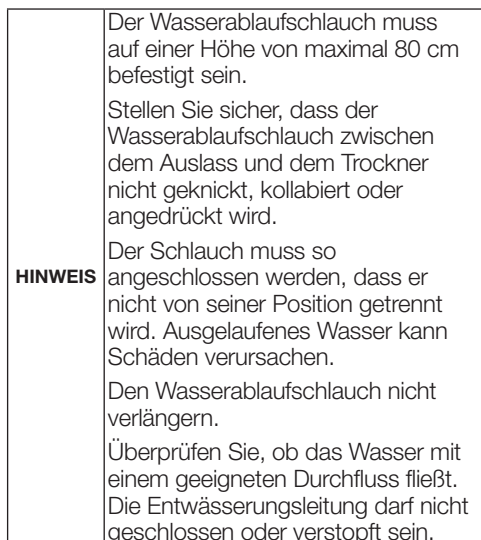 Der Wasserablaufschlauch muss
auf einer Höhe von maximal 80 cm
befestigt sein.
Stellen Sie sicher, dass der
Wasserablaufschlauch zwischen
dem Auslass und dem Trockner
nicht geknickt, kollabiert oder
angedrückt wird.
Der Schlauch muss so
HINWEIS angeschlossen werden, dass er
nicht von seiner Position getrennt
wird. Ausgelaufenes Wasser kann
Schäden verursachen.
Den Wasserablaufschlauch nicht
verlängern.
Überprüfen Sie, ob das Wasser mit
einem geeigneten Durchfluss fließt.
Die Entwässerungsleitung darf nicht
geschlossen oder verstopft sein.